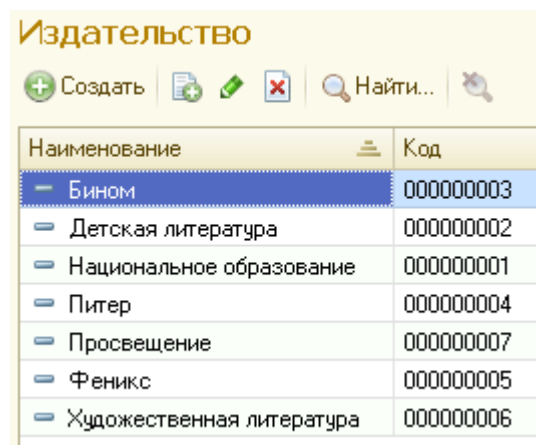 Издательство
Создать Найти...
Наименование Код
Бином 000000003
Детская литература 000000002
Национальное образование 000000001
Питер 000000004
Просвещение 000000007
Феникс 000000005
Художественная литература 000000006